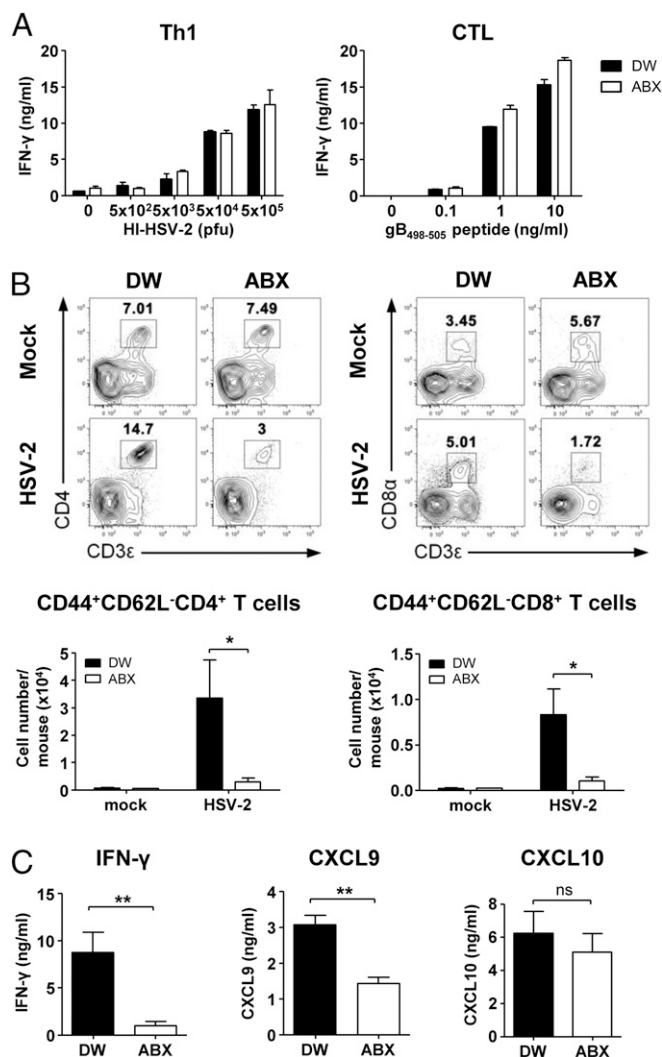 A
Th1
CTL
IFN-γ (ng/ml)
20
15
10
5
0
0 5x10² 5x10³ 5x10⁴ 5x10⁵
HI-HSV-2 (pfu)
IFN-γ (ng/ml)
20
15
10
5
0
0 0.1 1 10
gB₄₉₈₋₅₀₅ peptide (ng/ml)
DW
ABX
B
DW ABX
DW ABX
Mock
7.01 7.49
3.45 5.67
HSV-2
14.7 3
5.01 1.72
CD4
CD3ε
CD8α
CD3ε
CD44⁺CD62L⁻CD4⁺ T cells
Cell number/
mouse (x10⁴)
5
4
3
2
1
0
DW
ABX
*
mock HSV-2
CD44⁺CD62L⁻CD8⁺ T cells
Cell number/
mouse (x10⁴)
1.5
1.0
0.5
0.0
DW
ABX
*
mock HSV-2
C
IFN-γ
IFN-γ (ng/ml)
15
10
5
0
**
DW ABX
CXCL9
CXCL9 (ng/ml)
4
3
2
1
0
**
DW ABX
CXCL10
CXCL10 (ng/ml)
8
6
4
2
0
ns
DW ABX